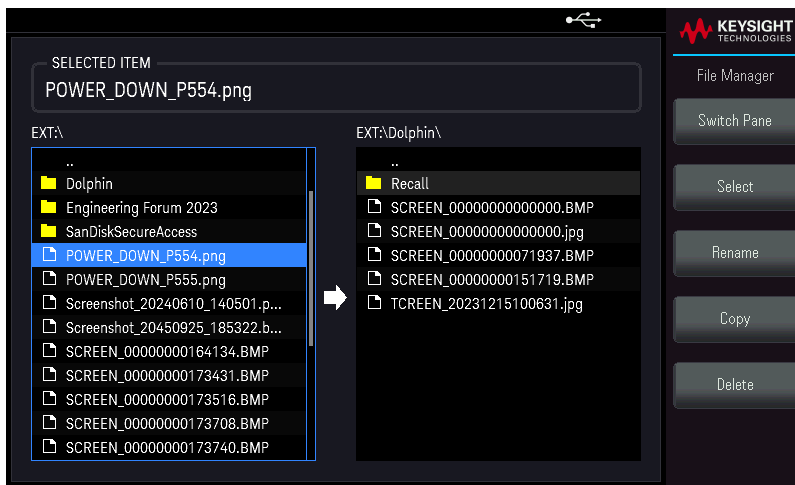 KEYSIGHT
TECHNOLOGIES
File Manager
SELECTED ITEM
POWER_DOWN_P554.png
EXT:\
..
Dolphin
Engineering Forum 2023
SanDiskSecureAccess
POWER_DOWN_P554.png
POWER_DOWN_P555.png
Screenshot_20240610_140501.p...
Screenshot_20450925_185322.b...
SCREEN_00000000164134.BMP
SCREEN_00000000173431.BMP
SCREEN_00000000173516.BMP
SCREEN_00000000173708.BMP
SCREEN_00000000173740.BMP
EXT:\Dolphin\
..
Recall
SCREEN_00000000000000.BMP
SCREEN_00000000000000.jpg
SCREEN_00000000071937.BMP
SCREEN_00000000151719.BMP
TCREEN_20231215100631.jpg
Switch Pane
Select
Rename
Copy
Delete